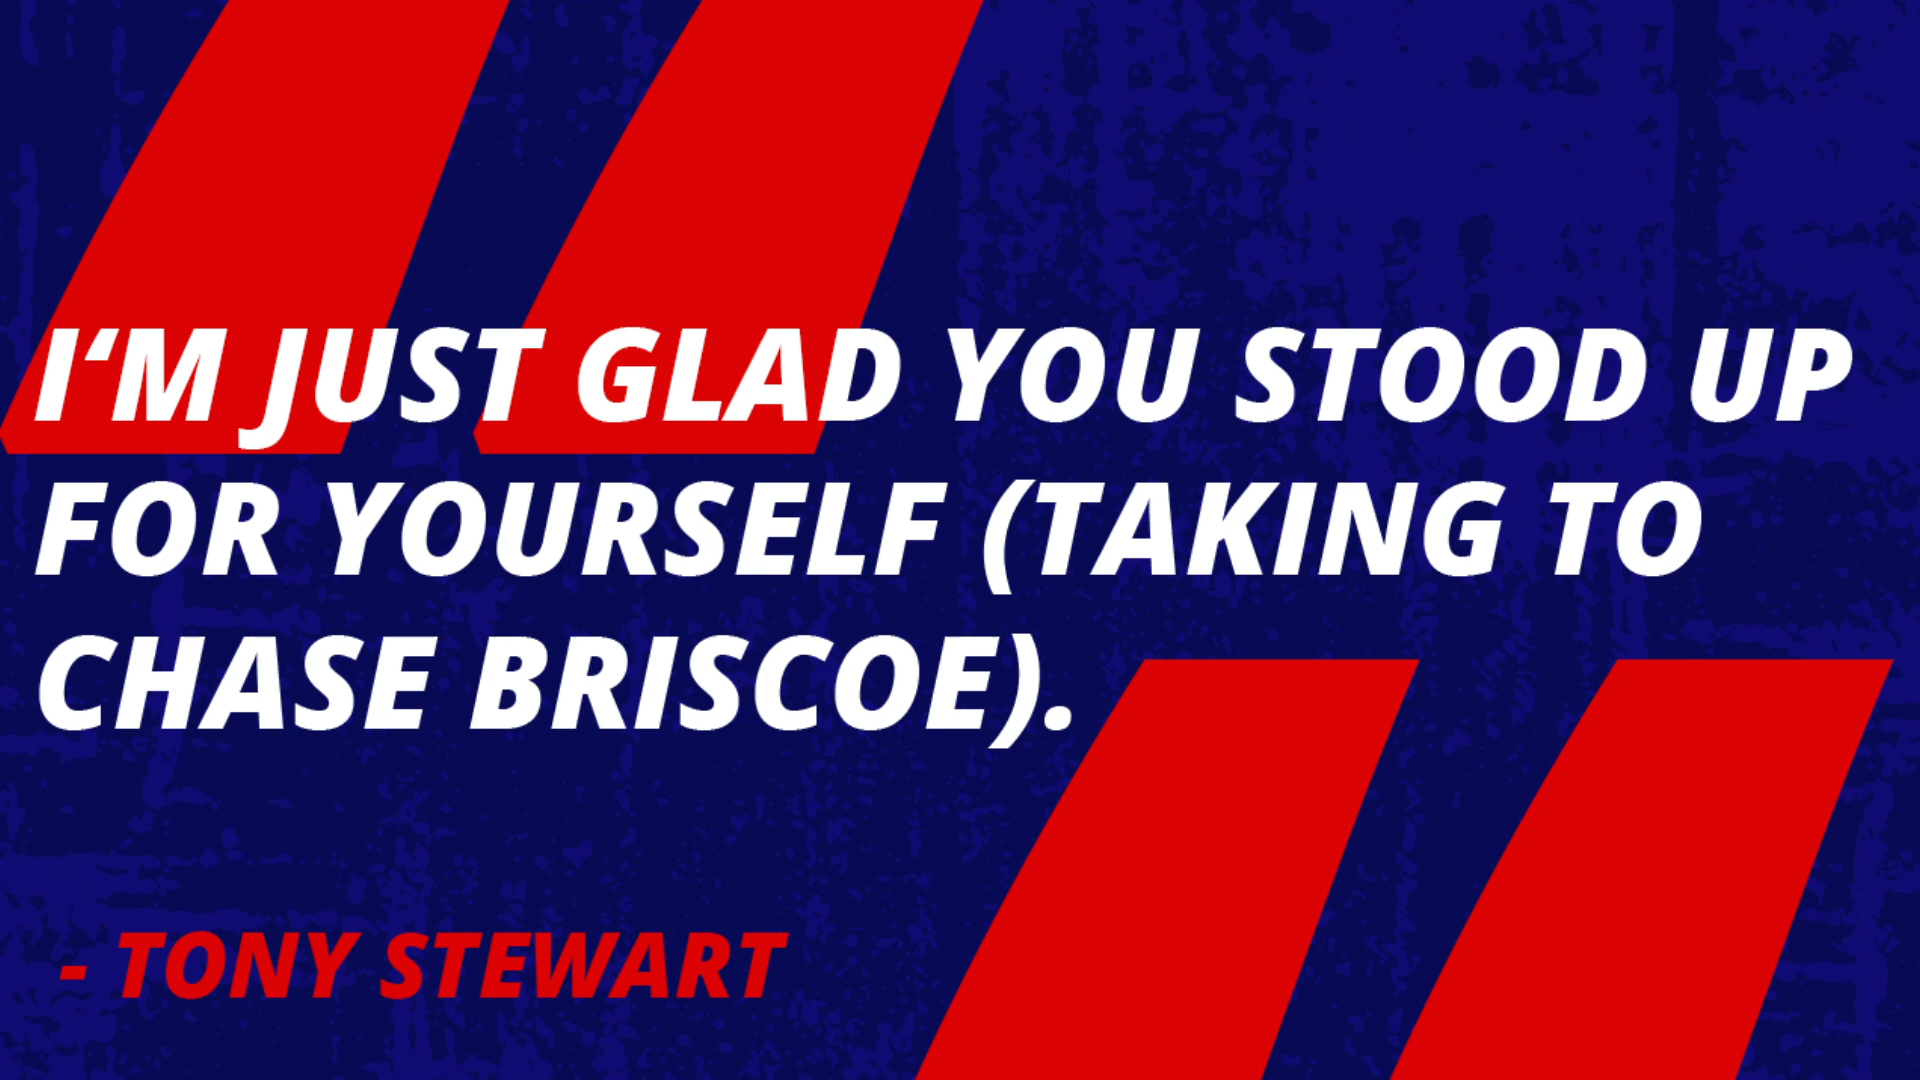 I‘M JUST GLAD YOU STOOD UP
FOR YOURSELF (TAKING TO
CHASE BRISCOE).
- TONY STEWART